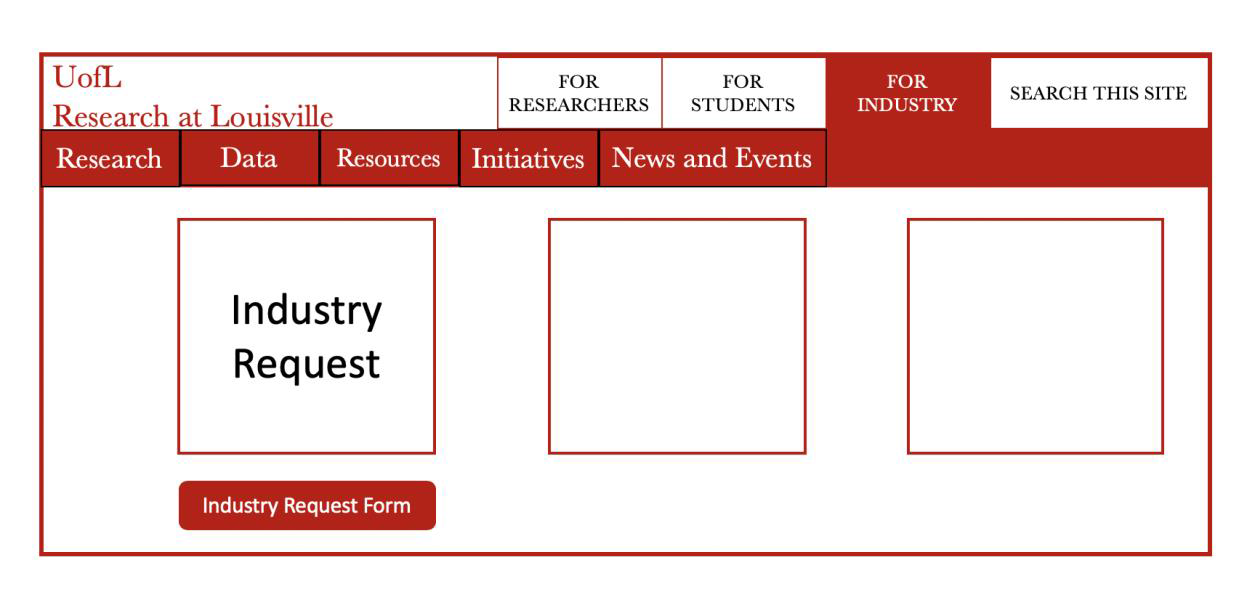 UofL
Research at Louisville
FOR
RESEARCHERS
FOR
STUDENTS
FOR
INDUSTRY
SEARCH THIS SITE
Research
Data
Resources
Initiatives
News and Events
Industry
Request
Industry Request Form